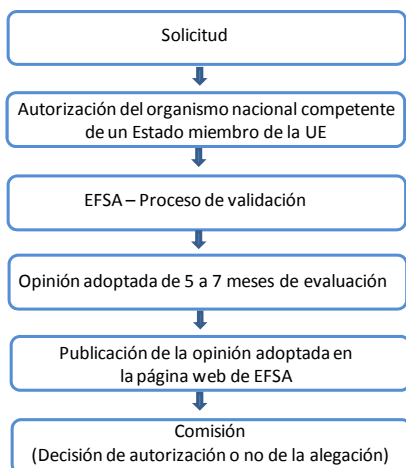 Solicitud
Autorización del organismo nacional competente
de un Estado miembro de la UE
EFSA – Proceso de validación
Opinión adoptada de 5 a 7 meses de evaluación
Publicación de la opinión adoptada en
la página web de EFSA
Comisión
(Decisión de autorización o no de la alegación)